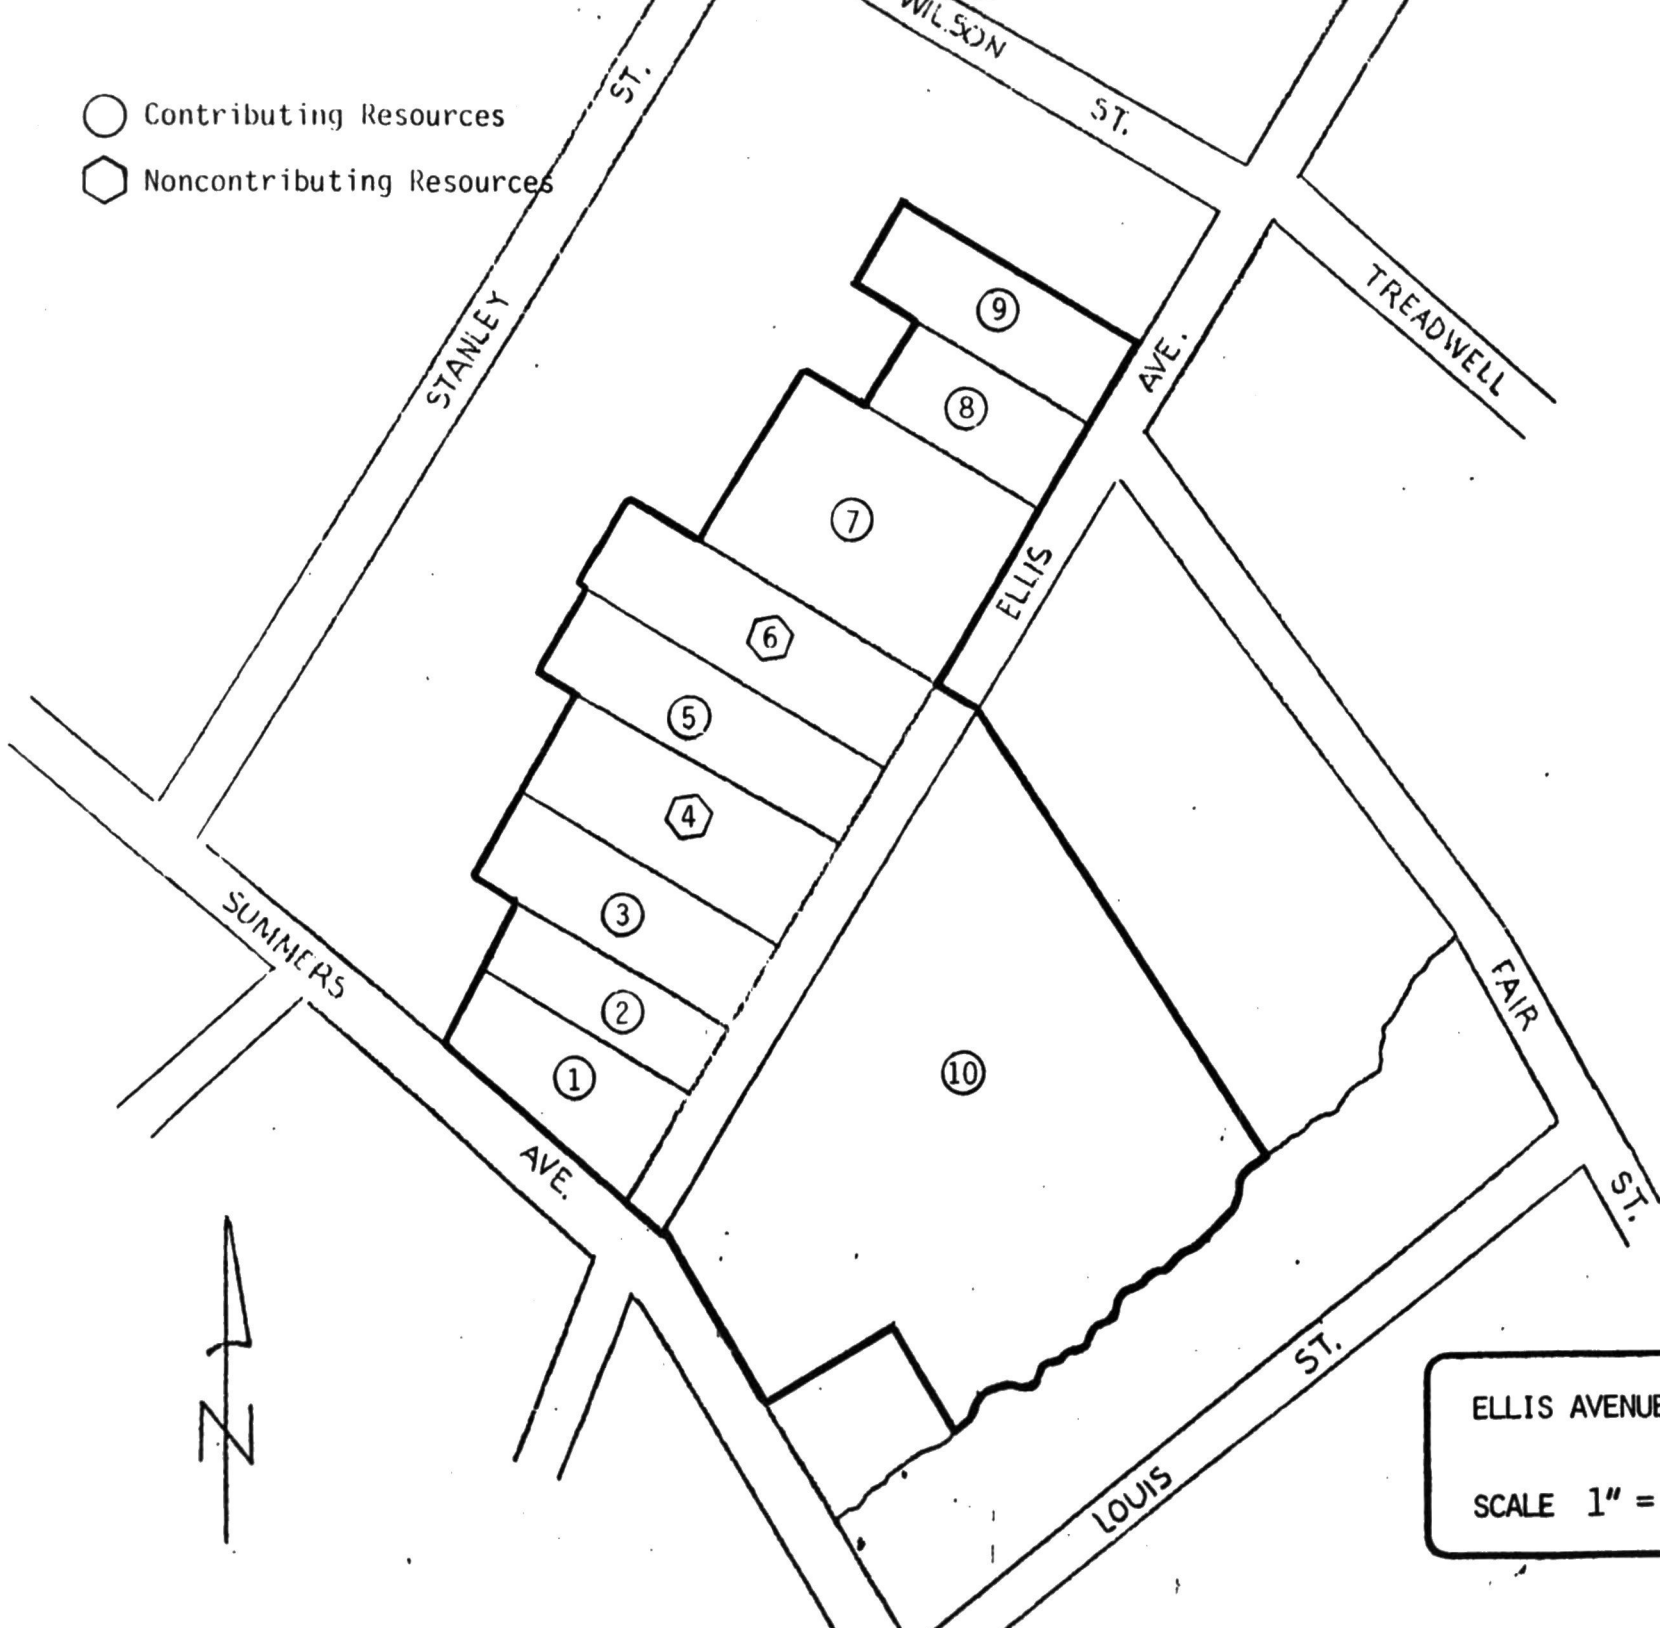 WILSON ST.
ST.
Contributing Resources
Noncontributing Resources
STANLEY
TREADWELL
AVE.
9
8
7
ELLIS
6
5
4
3
2
1
10
SUMMERS
AVE.
FAIR
ST.
N
ST.
LOUIS
ELLIS AVENUE
SCALE 1" =